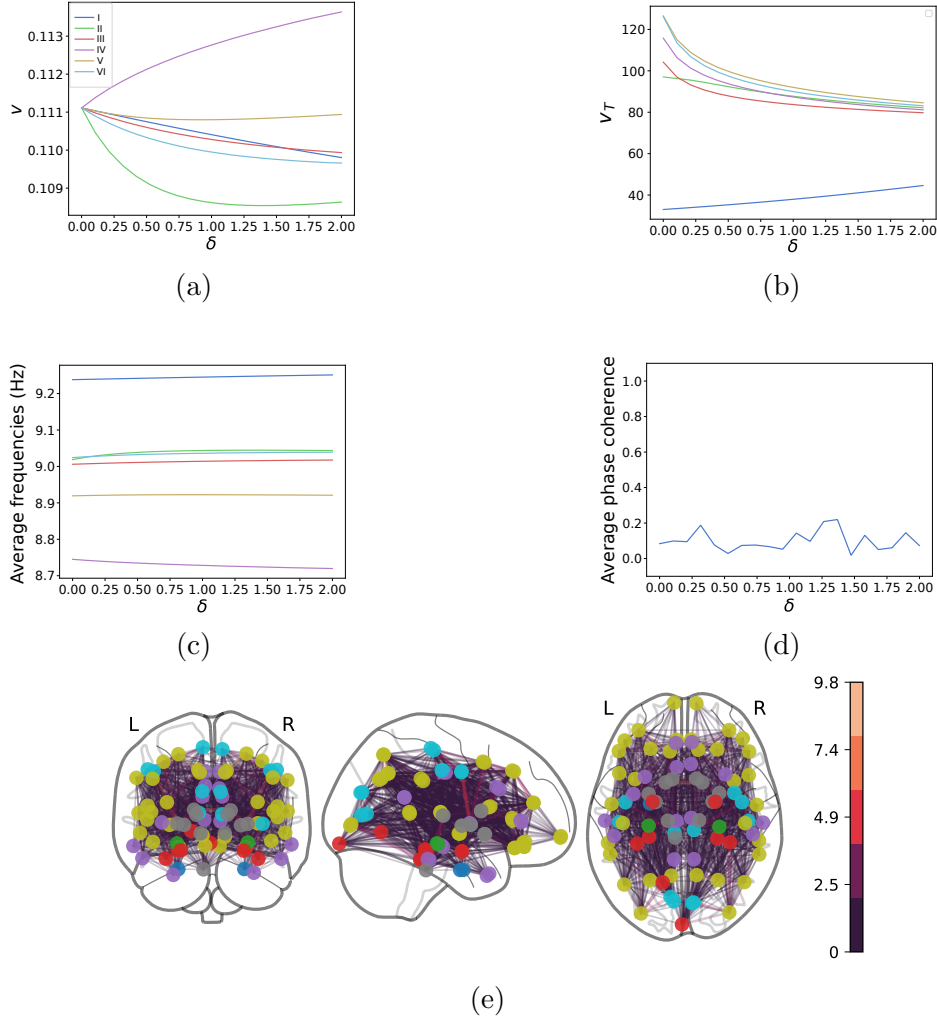 0.113
0.112
0.111
0.110
0.109
v
I
II
III
IV
V
VI
0.00 0.25 0.50 0.75 1.00 1.25 1.50 1.75 2.00
δ
(a)
120
100
80
60
40
v_T
0.00 0.25 0.50 0.75 1.00 1.25 1.50 1.75 2.00
δ
(b)
9.2
9.1
9.0
8.9
8.8
8.7
Average frequencies (Hz)
0.00 0.25 0.50 0.75 1.00 1.25 1.50 1.75 2.00
δ
(c)
1.0
0.8
0.6
0.4
0.2
0.0
Average phase coherence
0.00 0.25 0.50 0.75 1.00 1.25 1.50 1.75 2.00
δ
(d)
L R
L R
9.8
7.4
4.9
2.5
0
(e)